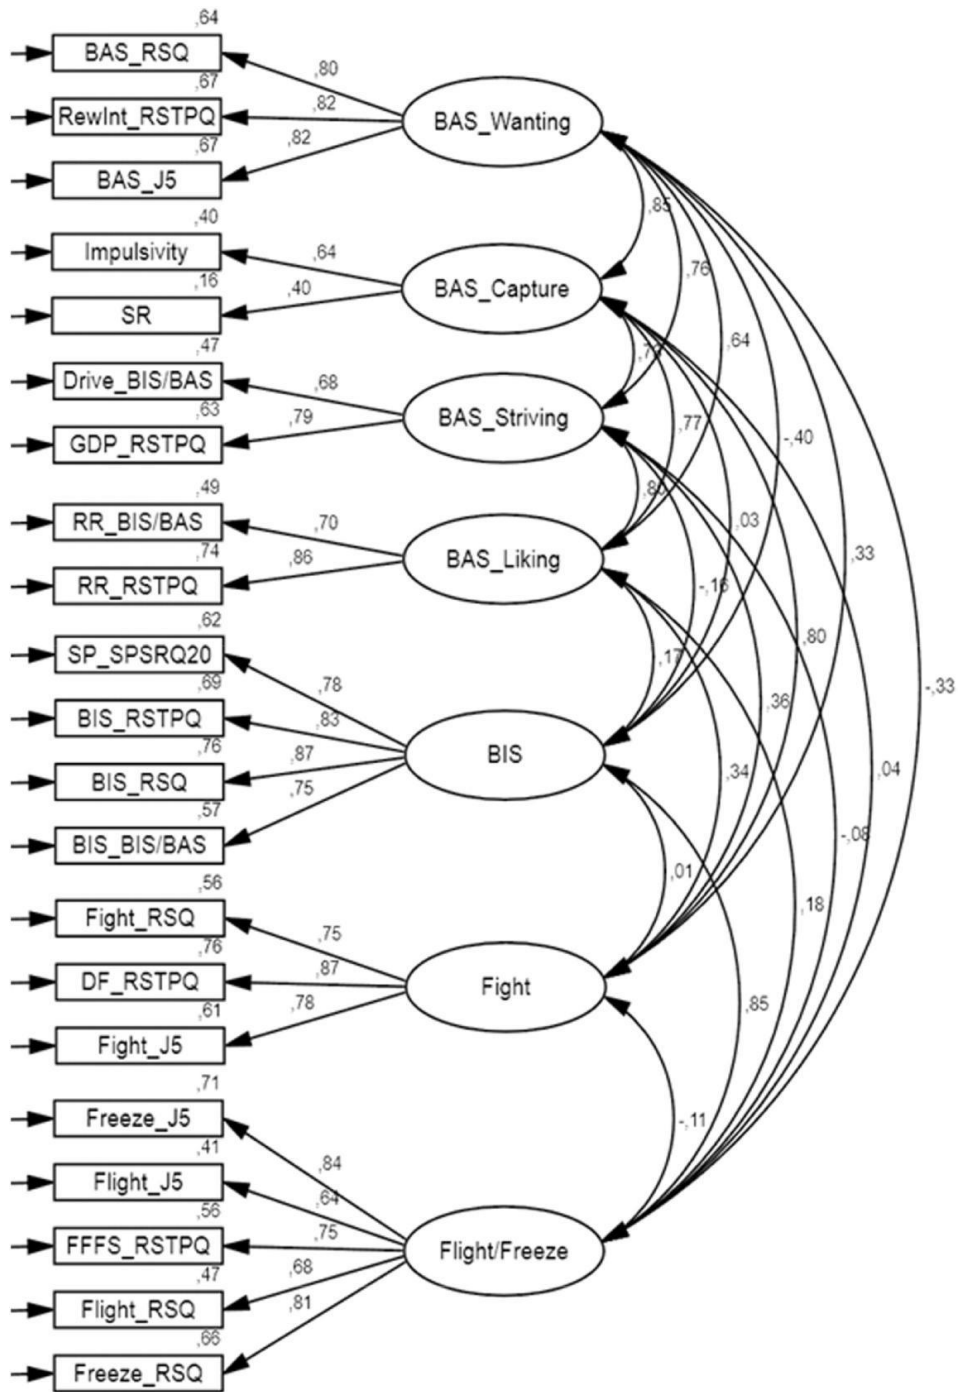 ,64
BAS_RSQ
,80
,67
RewInt_RSTPQ
,82
BAS_Wanting
,67
,82
BAS_J5
,85
,40
Impulsivity
,64
,76
,16
,40
BAS_Capture
SR
,64
,47
Drive_BIS/BAS
,68
,63
,79
BAS_Striving
,77
GDP_RSTPQ
-,40
,49
RR_BIS/BAS
,70
,03
,74
,86
BAS_Liking
,33
RR_RSTPQ
-,16
,62
,80
SP_SPSRQ20
,17
,78
,69
-,33
BIS_RSTPQ
,83
,36
,76
,87
BIS
BIS_RSQ
,75
,34
,04
,57
BIS_BIS/BAS
-,08
,01
,56
,18
Fight_RSQ
,75
,76
,87
DF_RSTPQ
Fight
,78
,85
,61
Fight_J5
,71
Freeze_J5
-,11
,41
,84
Flight_J5
,64
,56
,75
FFFS_RSTPQ
Flight/Freeze
,47
,68
Flight_RSQ
,81
,66
Freeze_RSQ